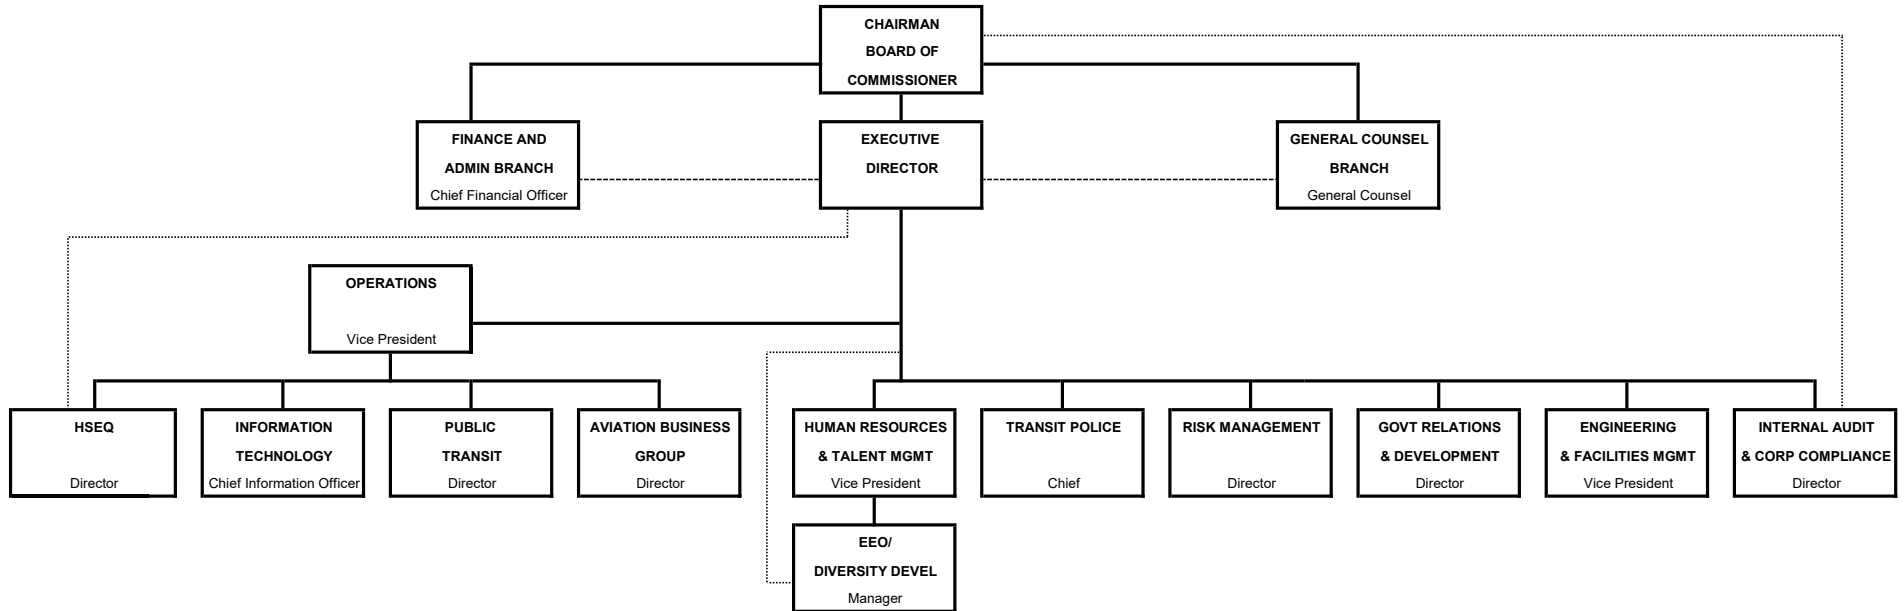 CHAIRMAN
BOARD OF
COMMISSIONER
FINANCE AND
ADMIN BRANCH
Chief Financial Officer
EXECUTIVE
DIRECTOR
GENERAL COUNSEL
BRANCH
General Counsel
OPERATIONS
Vice President
HSEQ
Director
INFORMATION
TECHNOLOGY
Chief Information Officer
PUBLIC
TRANSIT
Director
AVIATION BUSINESS
GROUP
Director
HUMAN RESOURCES
& TALENT MGMT
Vice President
TRANSIT POLICE
Chief
RISK MANAGEMENT
Director
GOVT RELATIONS
& DEVELOPMENT
Director
ENGINEERING
& FACILITIES MGMT
Vice President
INTERNAL AUDIT
& CORP COMPLIANCE
Director
EEO/
DIVERSITY DEVEL
Manager